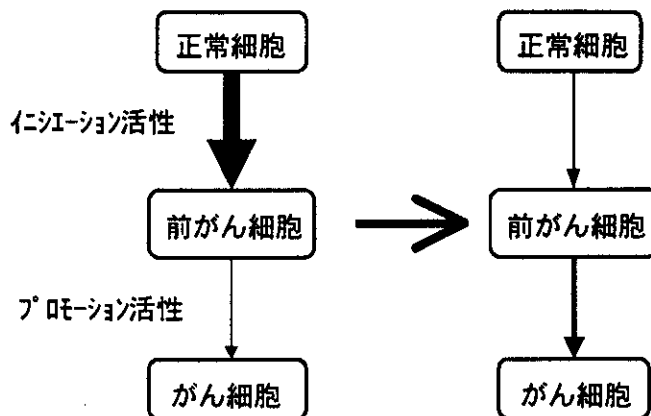 正常細胞
正常細胞
イニシエーション活性
前がん細胞
前がん細胞
プロモーション活性
がん細胞
がん細胞